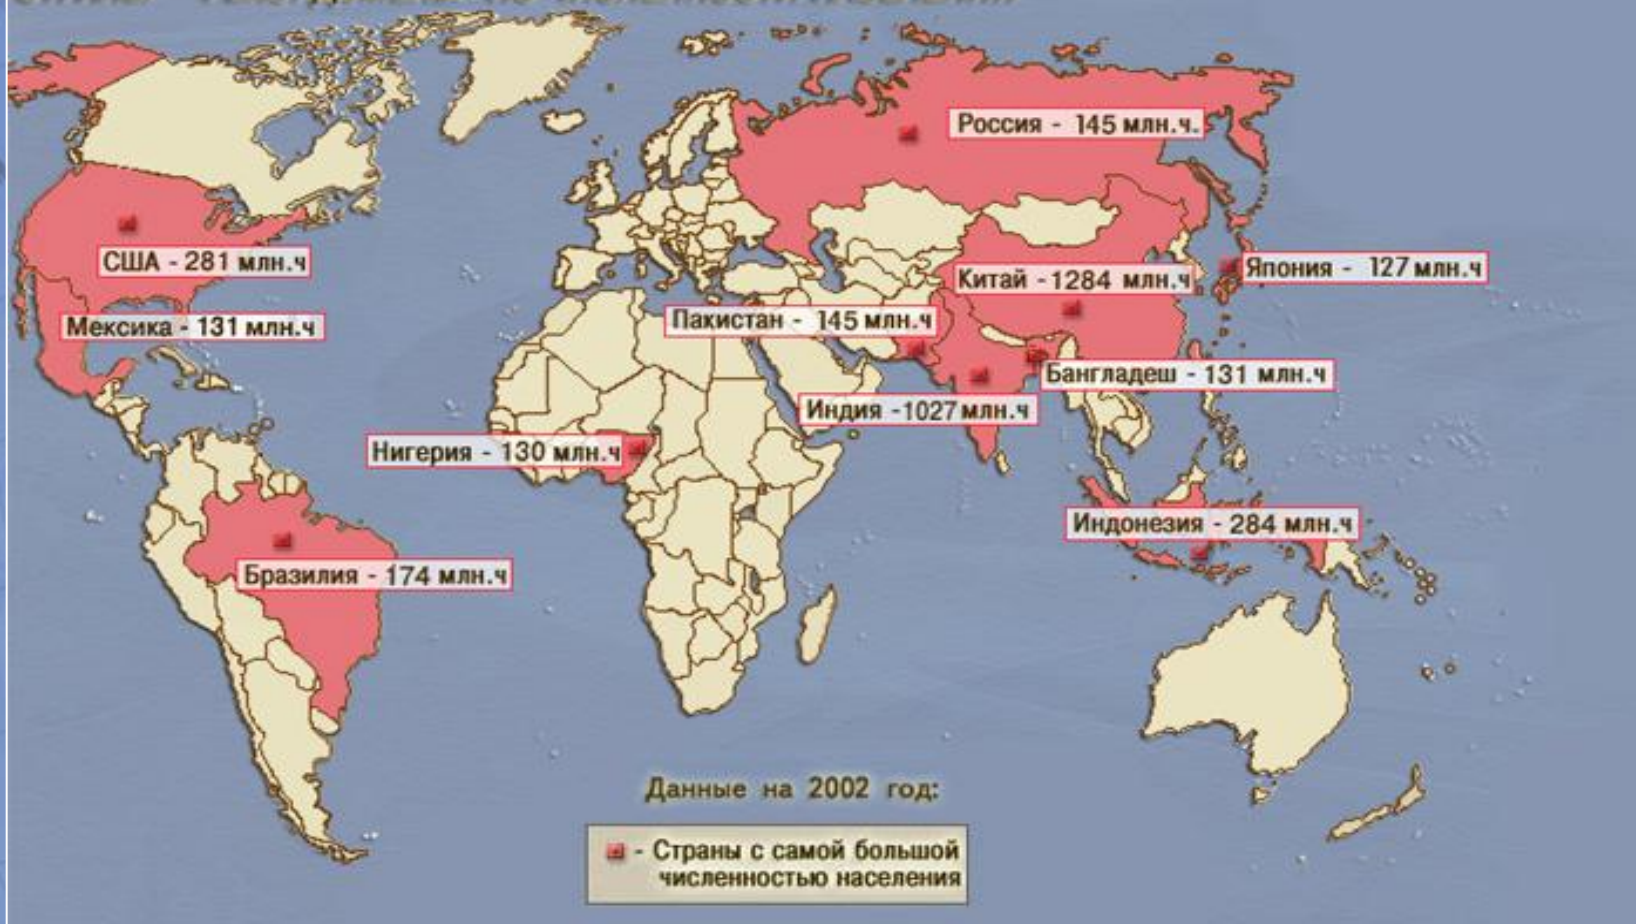 Россия - 145 млн.ч.
США - 281 млн.ч
Япония - 127 млн.ч
Китай -1284 млн.ч
Мексика - 131 млн.ч
Пакистан - 145 млн.ч
Бангладеш - 131 млн.ч
Индия -1027млн.ч
Нигерия - 130 млн.ч
Индонезия - 284 млн.ч
Бразилия - 174 млн.ч
Данные на 2002 год:
- Страны с самой большой
численностью населения